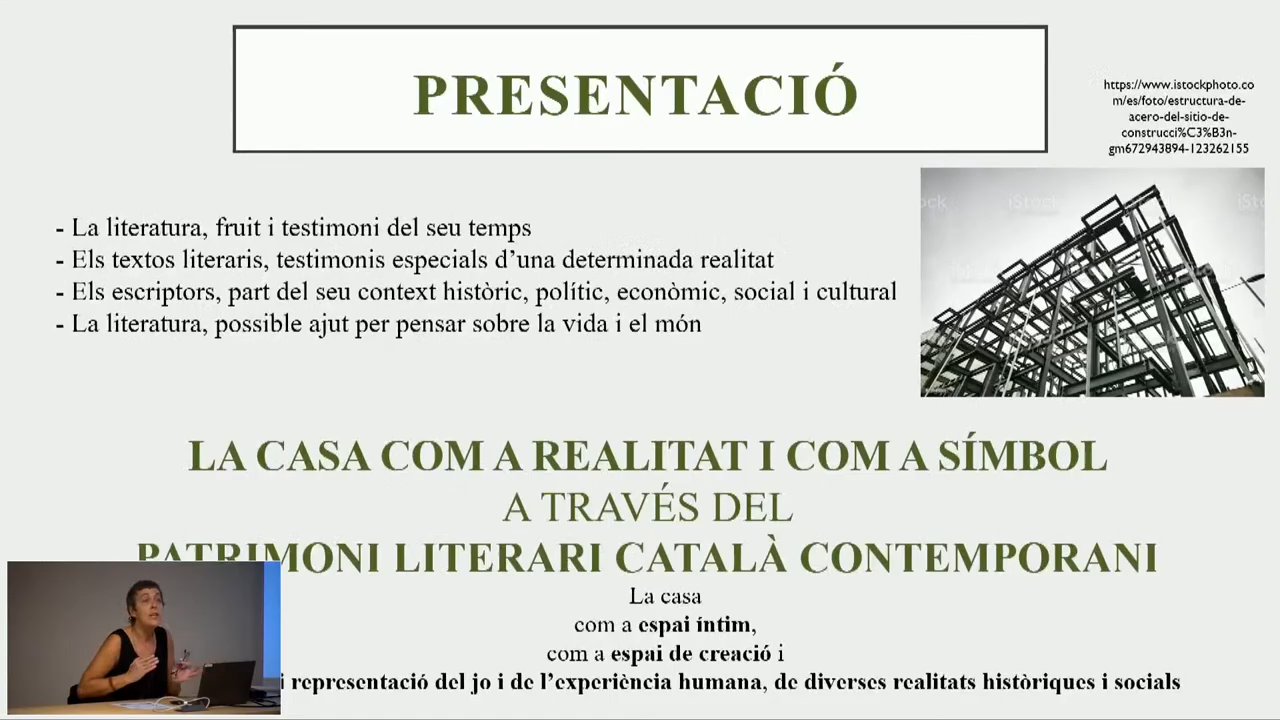 PRESENTACIÓ
https://www.istockphoto.co
m/es/foto/estructura-de-
acero-del-sitio-de-
construcci%C3%B3n-
gm672943894-123262155
- La literatura, fruit i testimoni del seu temps
- Els textos literaris, testimonis especials d’una determinada realitat
- Els escriptors, part del seu context històric, polític, econòmic, social i cultural
- La literatura, possible ajut per pensar sobre la vida i el món
iStock
LA CASA COM A REALITAT I COM A SÍMBOL
A TRAVÉS DEL
PATRIMONI LITERARI CATALÀ CONTEMPORANI
La casa
com a espai íntim,
com a espai de creació i
i representació del jo i de l’experiència humana, de diverses realitats històriques i socials